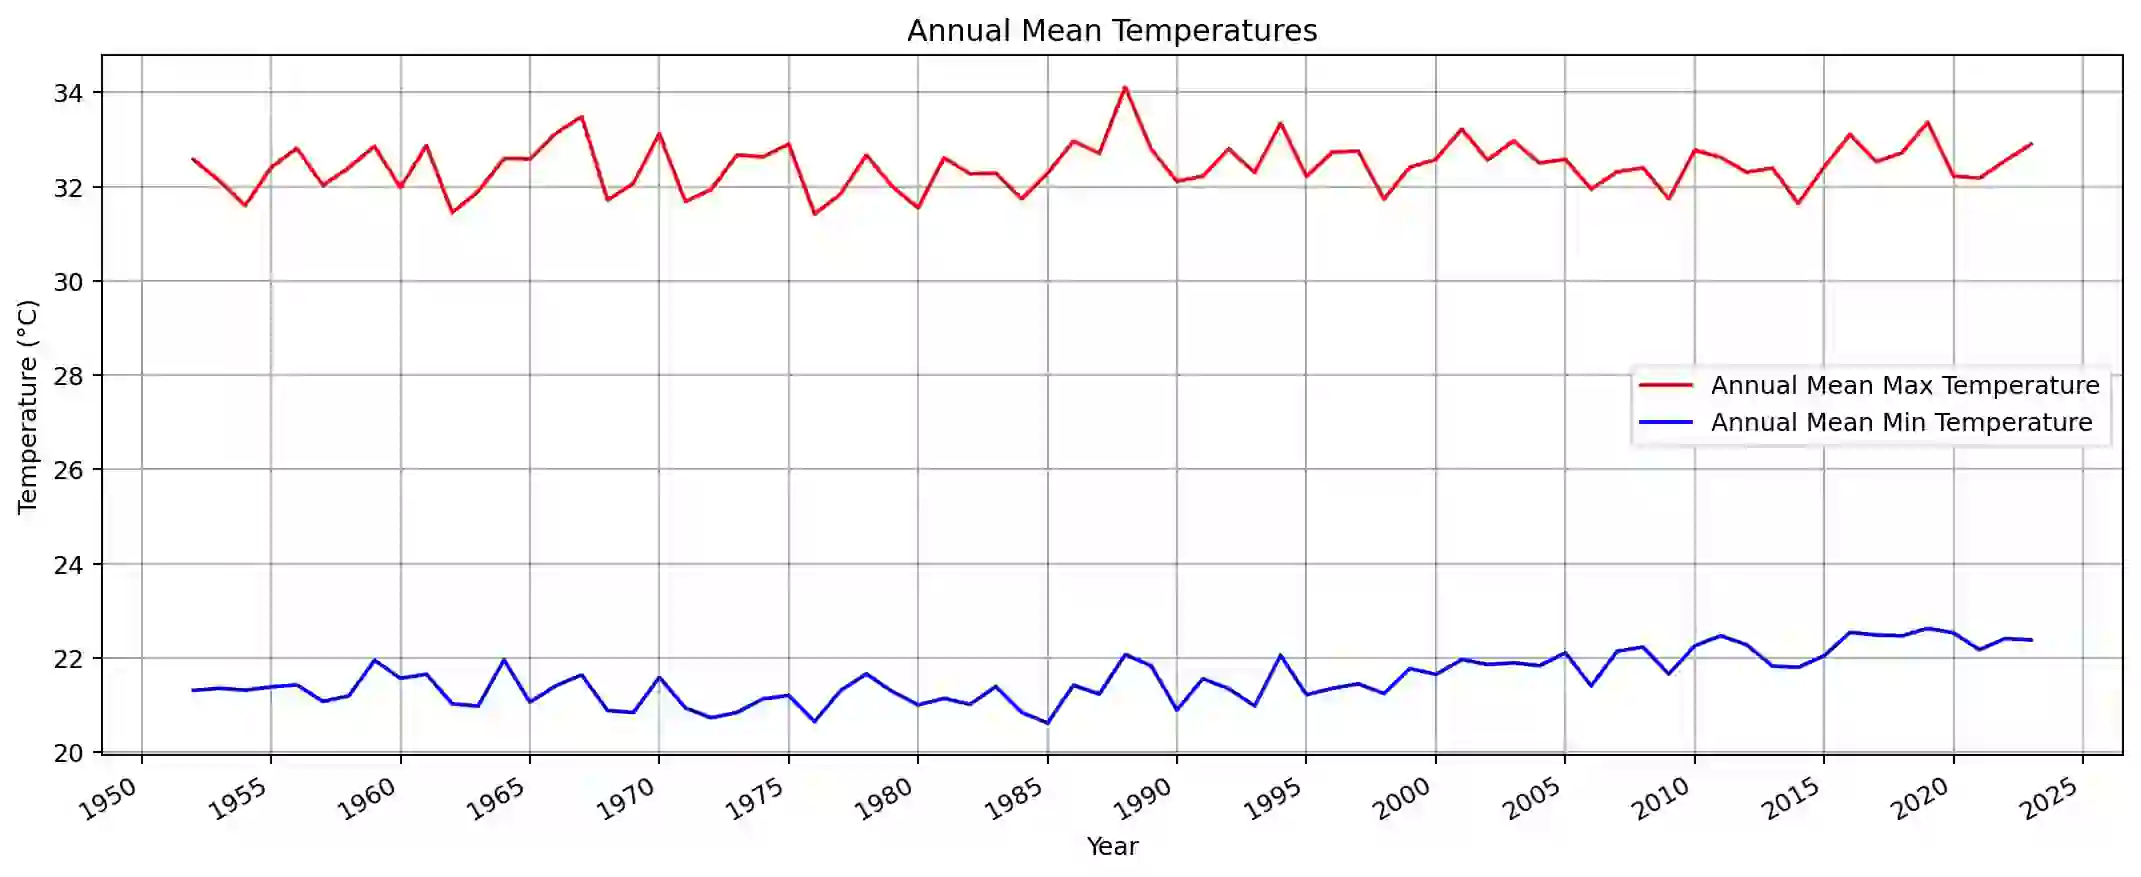 Annual Mean Temperatures
34
32
30
28
26
24
22
20
Temperature (°C)
Annual Mean Max Temperature
Annual Mean Min Temperature
1950 1955 1960 1965 1970 1975 1980 1985 1990 1995 2000 2005 2010 2015 2020 2025
Year